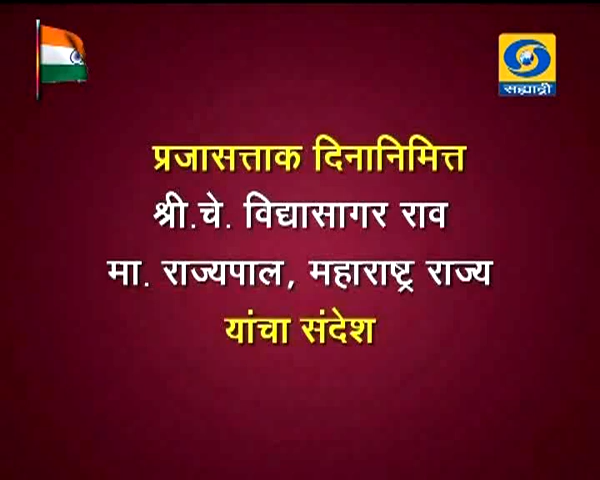 सह्याद्री
प्रजासत्ताक दिनानिमित्त
श्री.चे. विद्यासागर राव
मा. राज्यपाल, महाराष्ट्र राज्य
यांचा संदेश